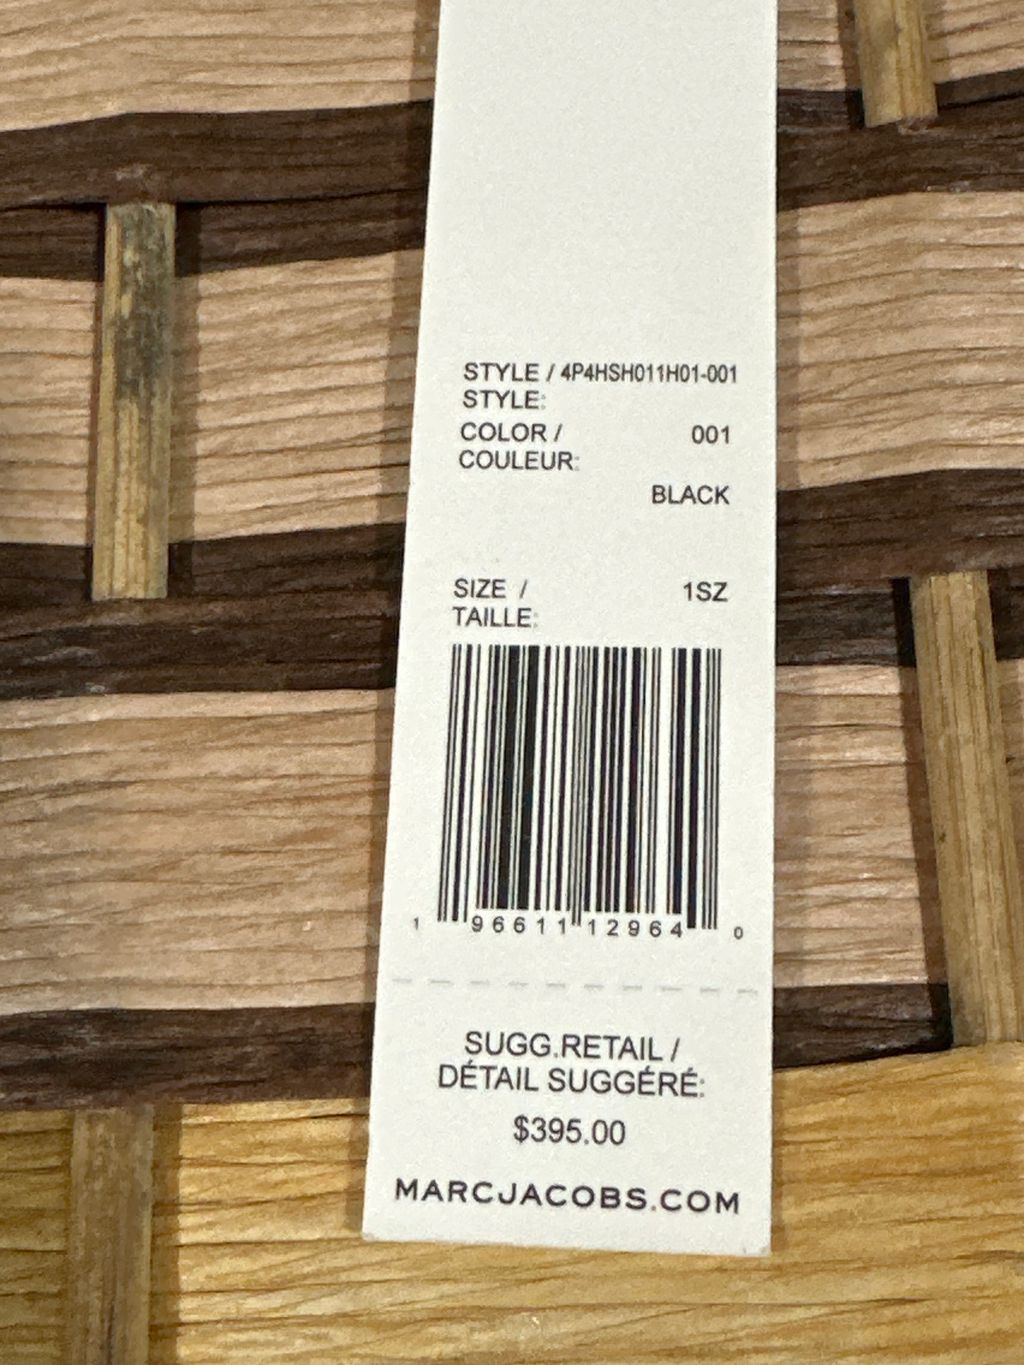 STYLE / 4P4HSH011H01-001
STYLE:
COLOR / 001
COULEUR:
BLACK
SIZE / 1SZ
TAILLE:
1 96611 12964 0
SUGG.RETAIL /
DÉTAIL SUGGÉRÉ:
$395.00
MARCJACOBS.COM